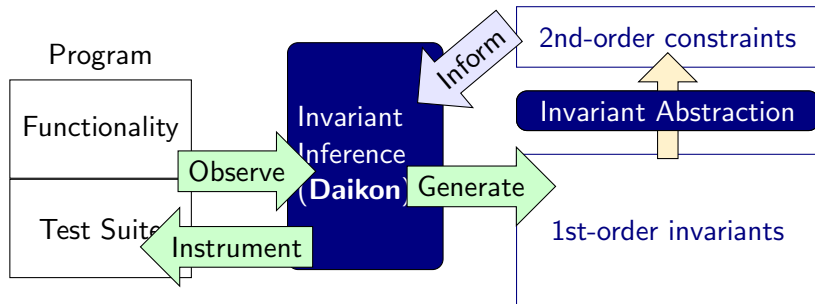 Program
Functionality
Test Suite
Observe
Instrument
Invariant
Inference
(Daikon)
Generate
Inform
2nd-order constraints
Invariant Abstraction
1st-order invariants